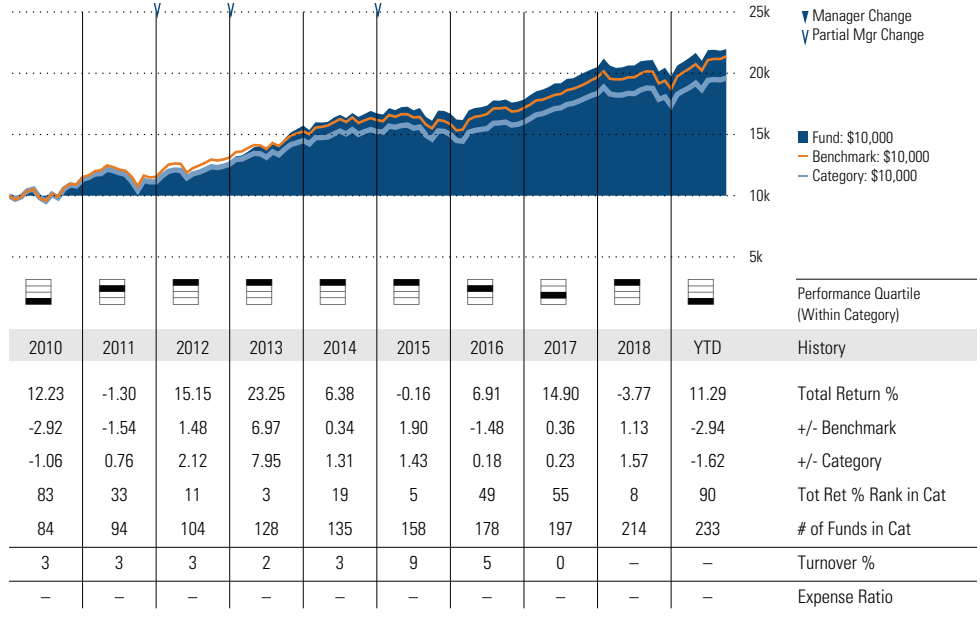 25k
Manager Change
Partial Mgr Change
20k
15k
Fund: $10,000
Benchmark: $10,000
Category: $10,000
10k
5k
Performance Quartile
(Within Category)
2010 2011 2012 2013 2014 2015 2016 2017 2018 YTD History
12.23 -1.30 15.15 23.25 6.38 -0.16 6.91 14.90 -3.77 11.29 Total Return %
-2.92 -1.54 1.48 6.97 0.34 1.90 -1.48 0.36 1.13 -2.94 +/- Benchmark
-1.06 0.76 2.12 7.95 1.31 1.43 0.18 0.23 1.57 -1.62 +/- Category
83 33 11 3 19 5 49 55 8 90 Tot Ret % Rank in Cat
84 94 104 128 135 158 178 197 214 233 # of Funds in Cat
3 3 3 2 3 9 5 0 – – Turnover %
– – – – – – – – – – Expense Ratio